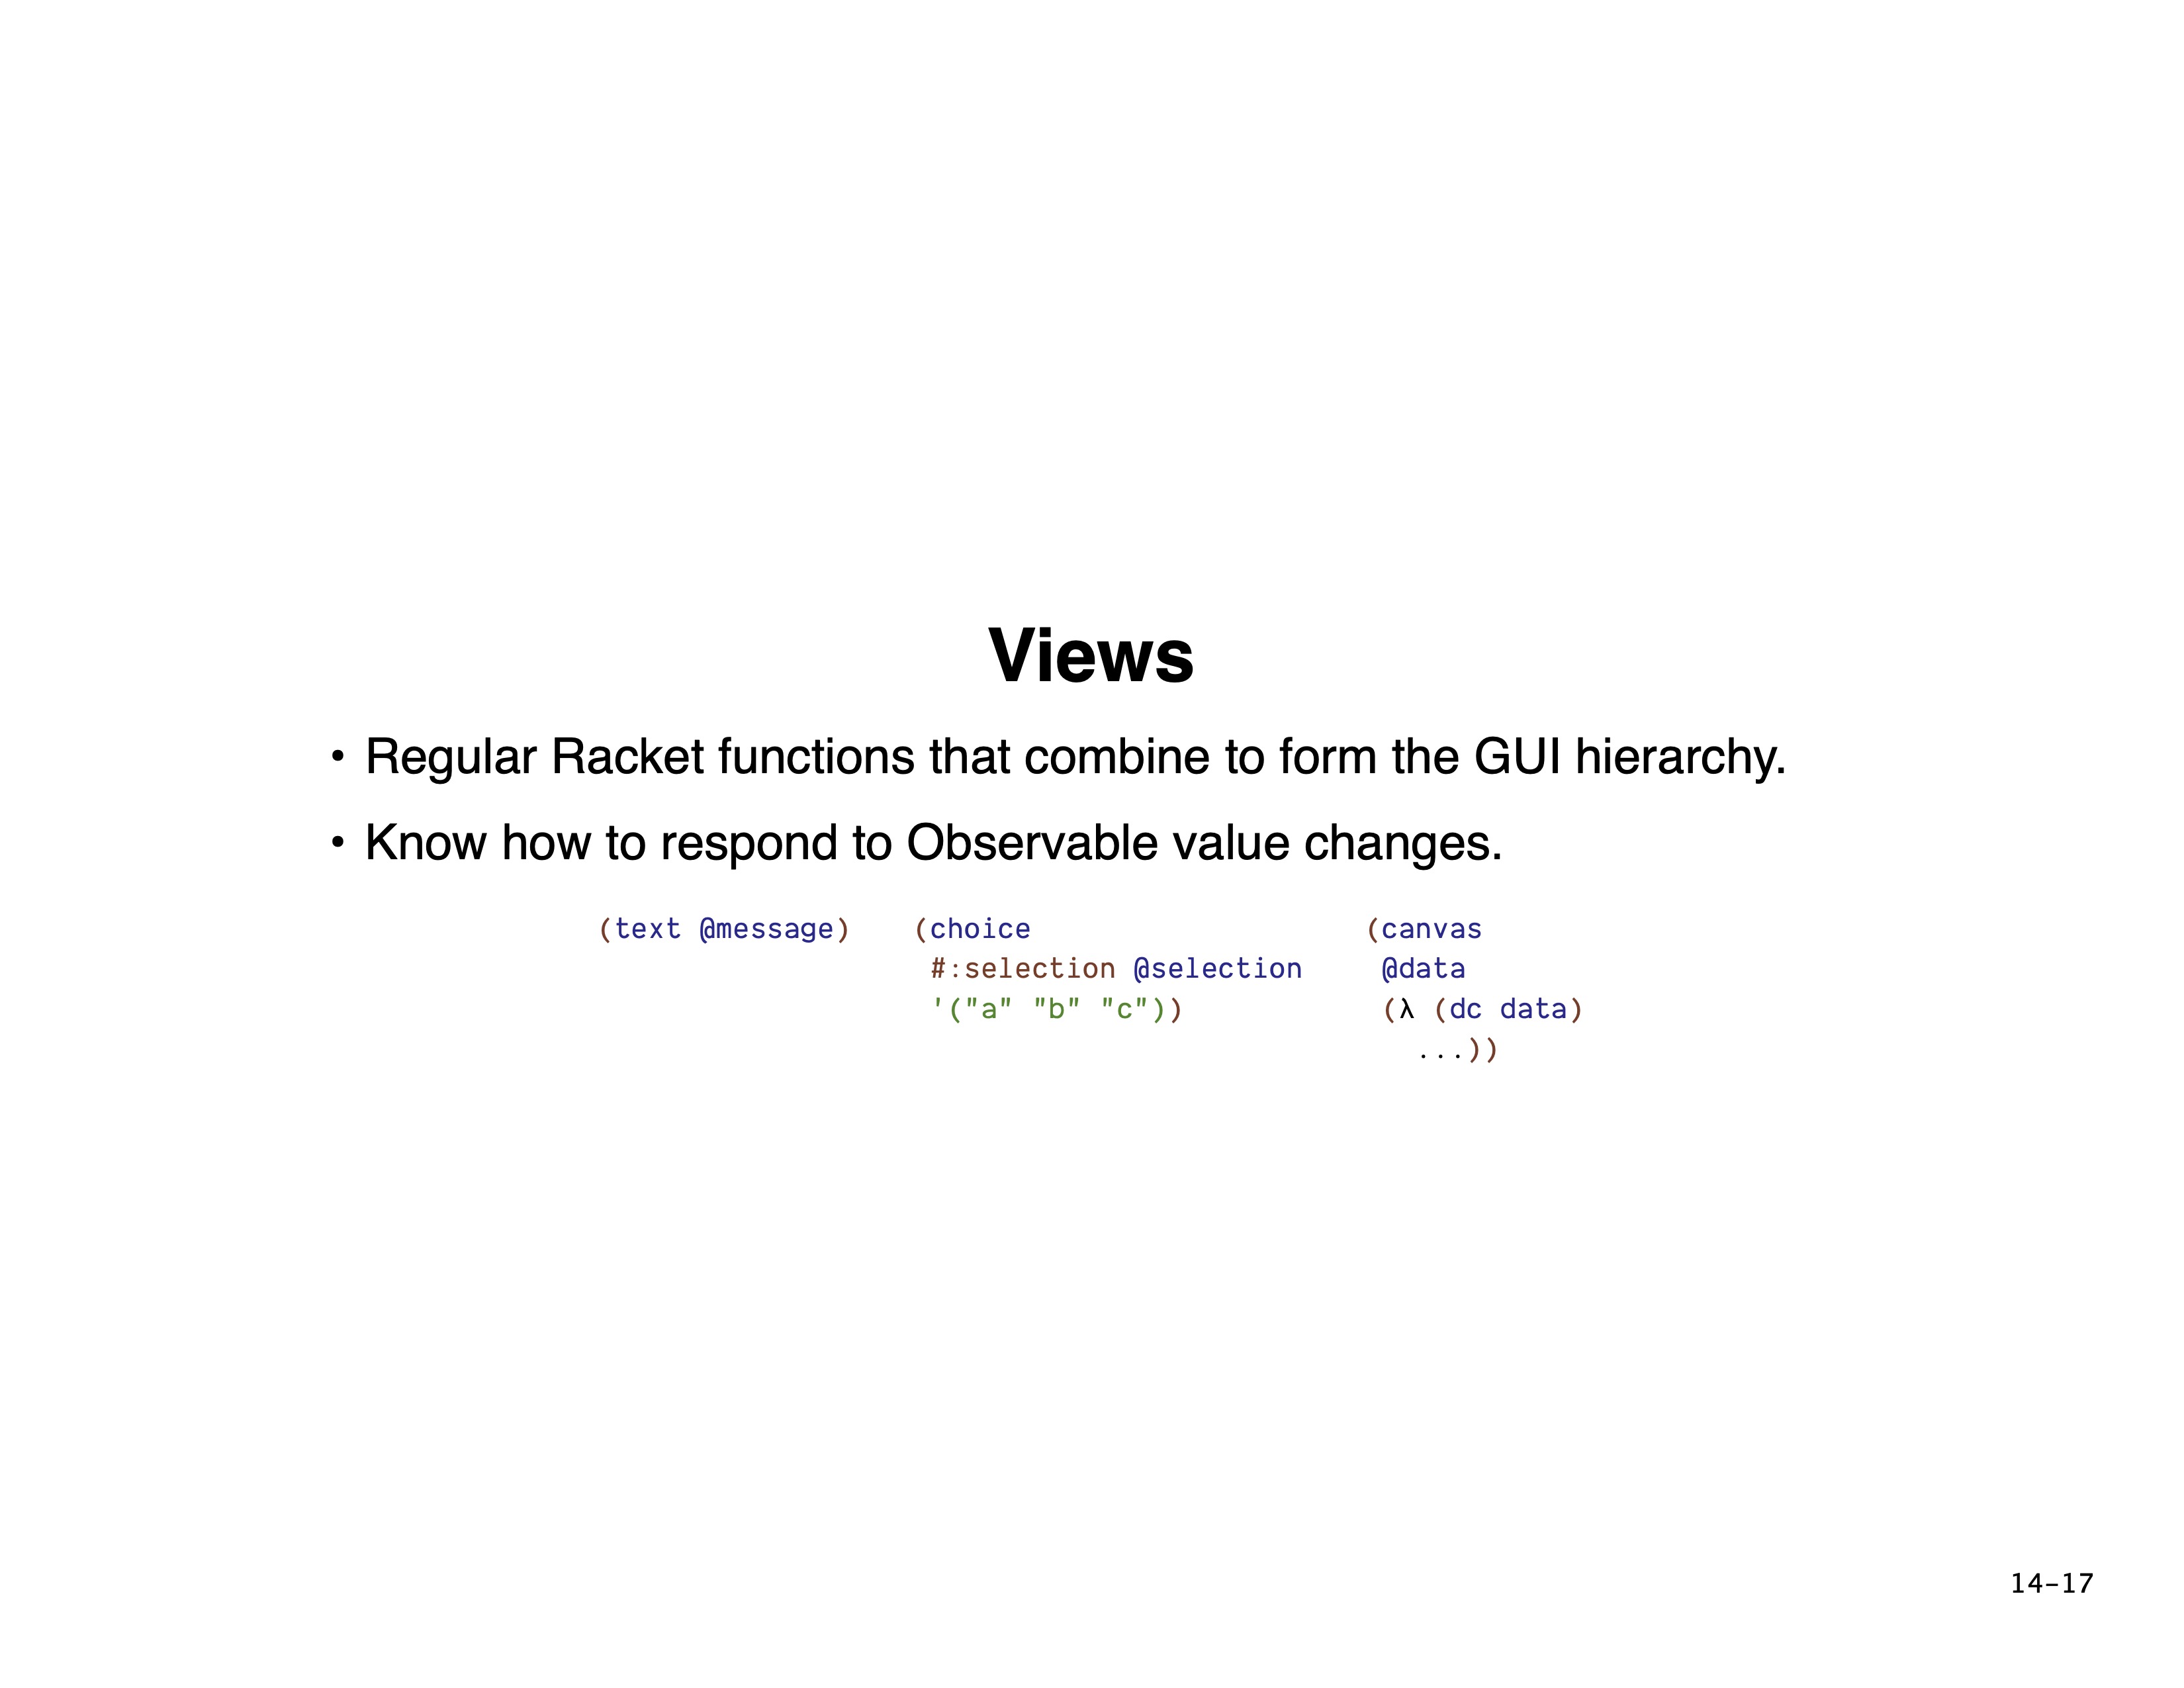 Views
• Regular Racket functions that combine to form the GUI hierarchy.
• Know how to respond to Observable value changes.
(text @message)
(choice
#:selection @selection
'("a" "b" "c"))
(canvas
@data
(λ (dc data)
...))
14-17